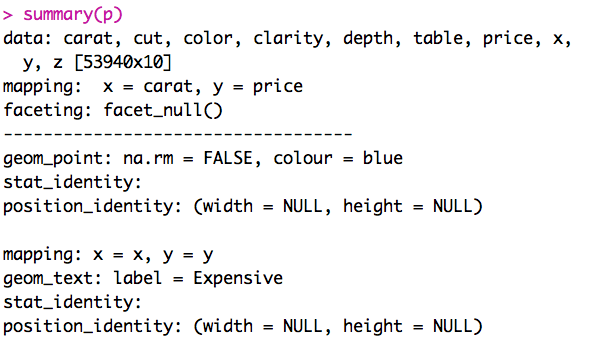 > summary(p)
data: carat, cut, color, clarity, depth, table, price, x,
  y, z [53940x10]
mapping:  x = carat, y = price
faceting: facet_null()
-----------------------------------
geom_point: na.rm = FALSE, colour = blue
stat_identity:
position_identity: (width = NULL, height = NULL)

mapping: x = x, y = y
geom_text: label = Expensive
stat_identity:
position_identity: (width = NULL, height = NULL)